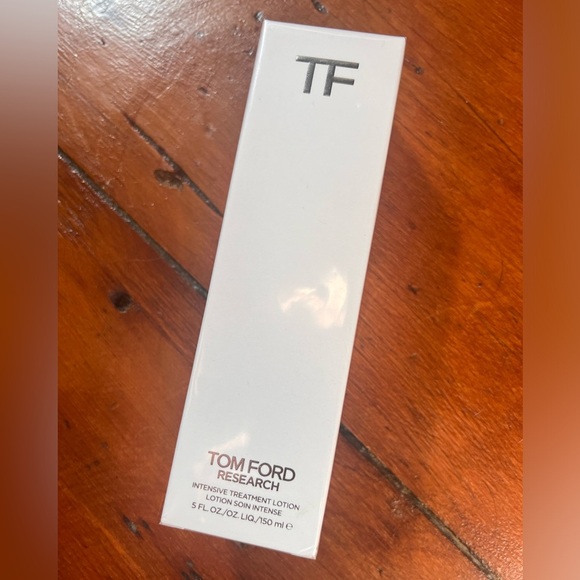 TF
TOM FORD
RESEARCH
INTENSIVE TREATMENT LOTION
LOTION SOIN INTENSE
5 FL.OZ./OZ. LIQ./150 ml ℮